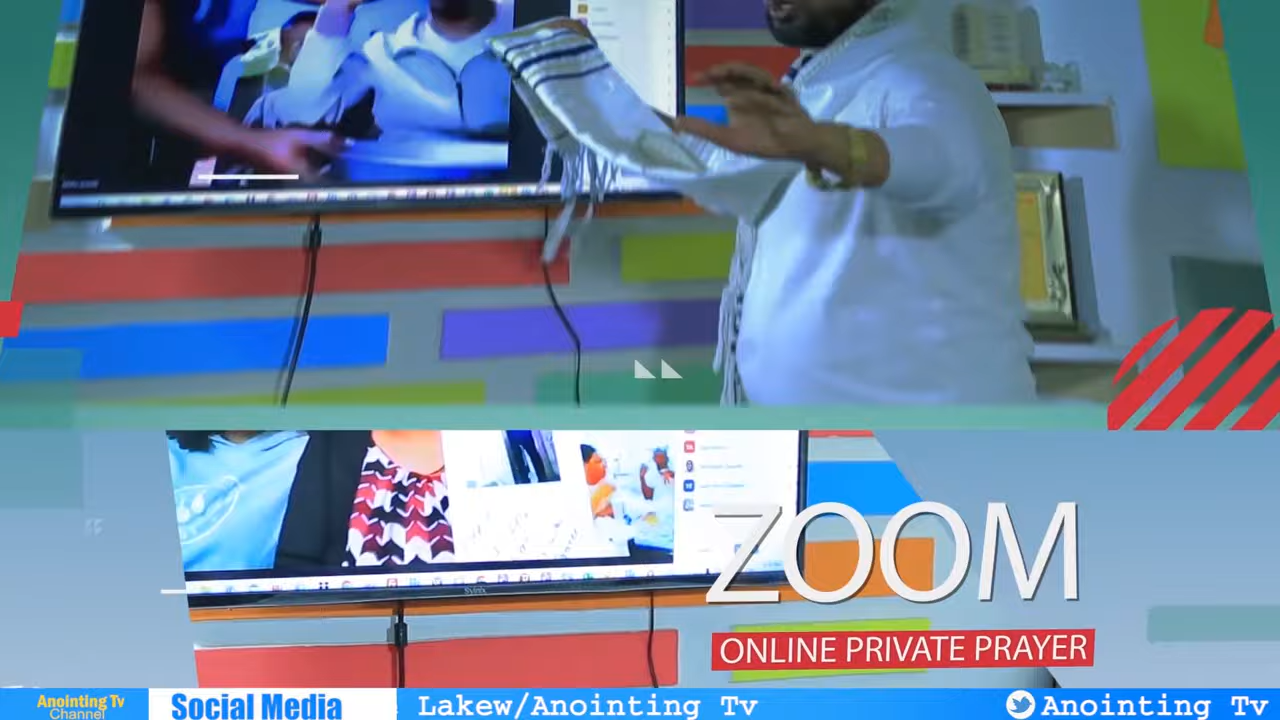 ZOOM
ONLINE PRIVATE PRAYER
Anointing Tv
Channel
Social Media
Lakew/Anointing Tv
Anointing Tv